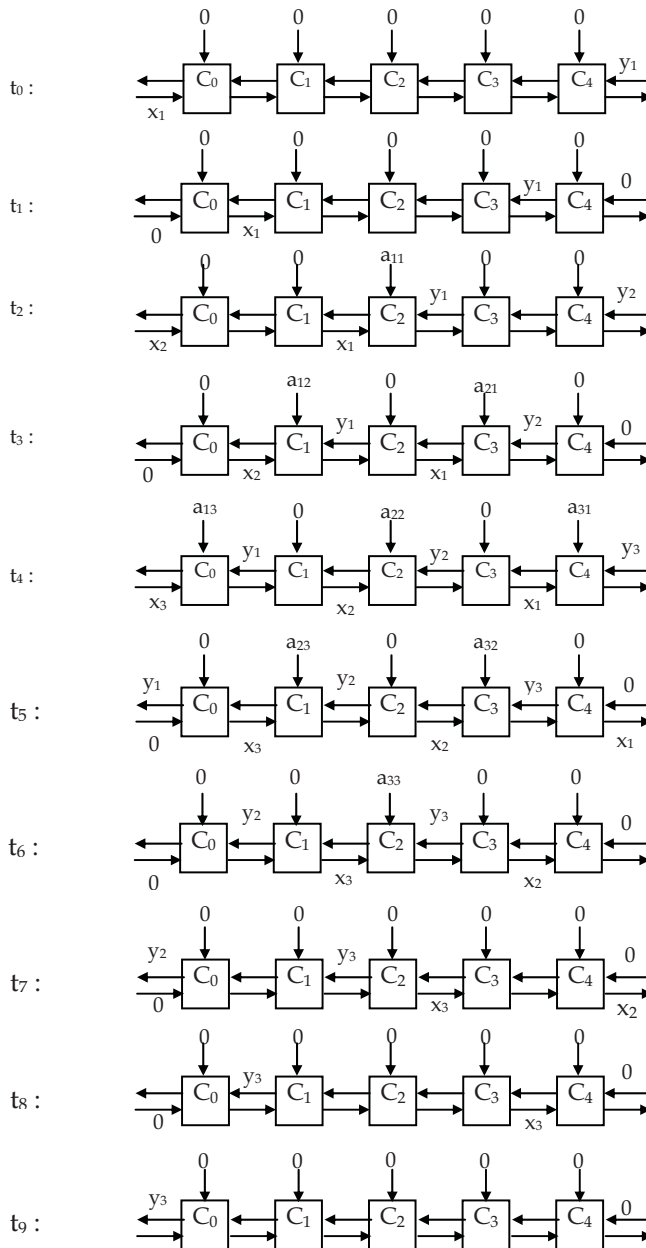 0 0 0 0 0
t₀ : C₀ C₁ C₂ C₃ C₄ y₁
x₁
0 0 0 0 0
t₁ : C₀ C₁ C₂ C₃ y₁ C₄ 0
0 x₁
0 0 a₁₁ 0 0
t₂ : C₀ C₁ C₂ y₁ C₃ C₄ y₂
x₂ x₁
0 a₁₂ 0 a₂₁ 0
t₃ : C₀ C₁ y₁ C₂ C₃ y₂ C₄ 0
0 x₂ x₁
a₁₃ 0 a₂₂ 0 a₃₁
t₄ : C₀ y₁ C₁ C₂ y₂ C₃ C₄ y₃
x₃ x₂ x₁
0 a₂₃ 0 a₃₂ 0
t₅ : y₁ C₀ C₁ y₂ C₂ C₃ y₃ C₄ 0
0 x₃ x₂ x₁
0 0 a₃₃ 0 0
t₆ : C₀ y₂ C₁ C₂ y₃ C₃ C₄ 0
0 x₃ x₂
0 0 0 0 0
t₇ : y₂ C₀ C₁ y₃ C₂ C₃ C₄ 0
0 x₃ x₂
0 0 0 0 0
t₈ : C₀ y₃ C₁ C₂ C₃ C₄ 0
0 x₃
0 0 0 0 0
t₉ : y₃ C₀ C₁ C₂ C₃ C₄ 0